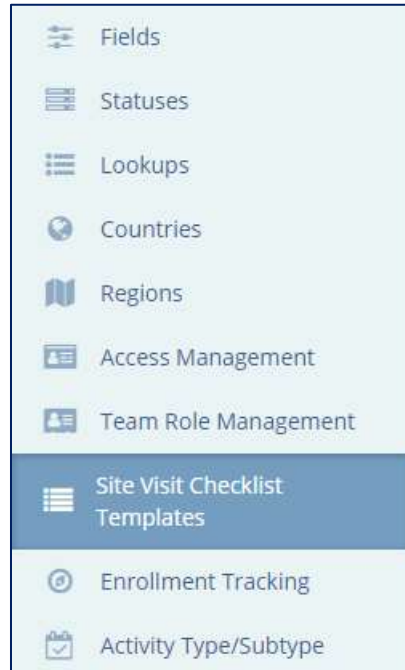 Fields
Statuses
Lookups
Countries
Regions
Access Management
Team Role Management
Site Visit Checklist
Templates
Enrollment Tracking
Activity Type/Subtype